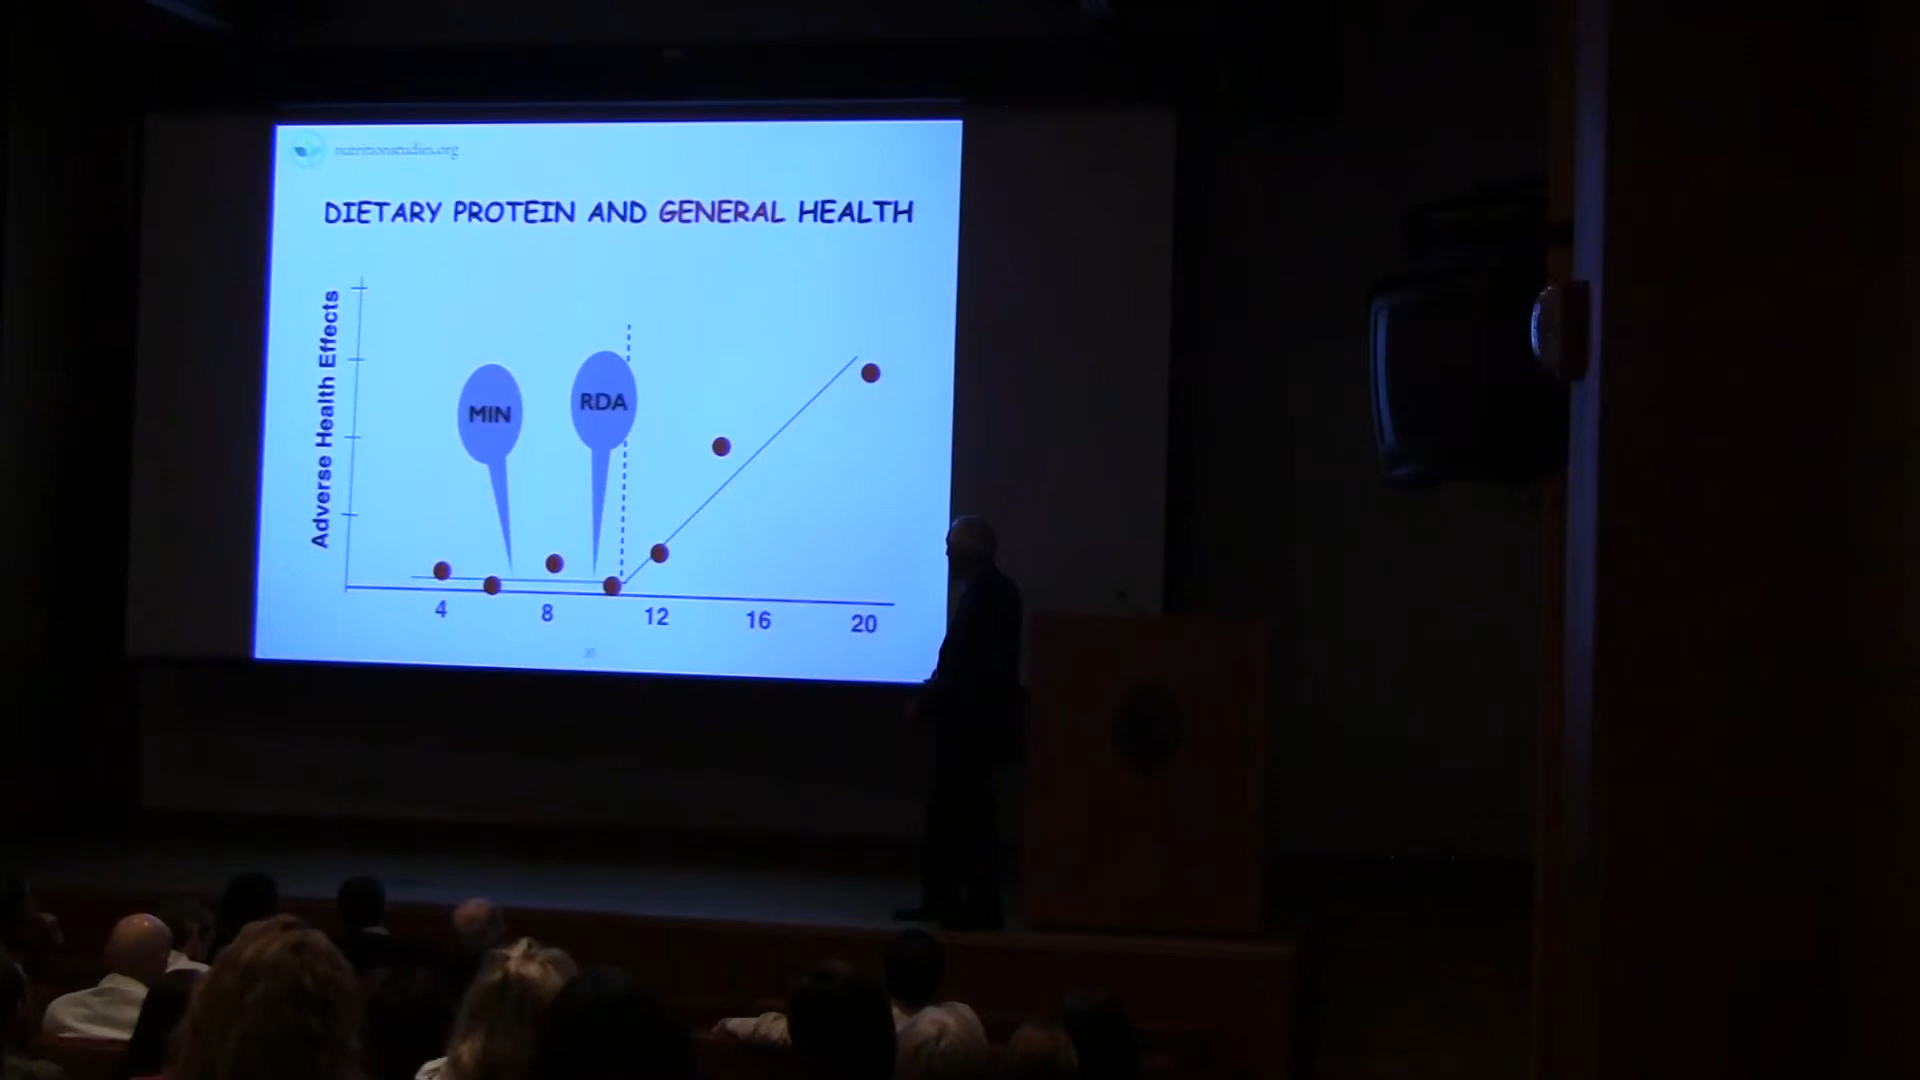 nutritionstudies.org
DIETARY PROTEIN AND GENERAL HEALTH
Adverse Health Effects
MIN
RDA
4 8 12 16 20